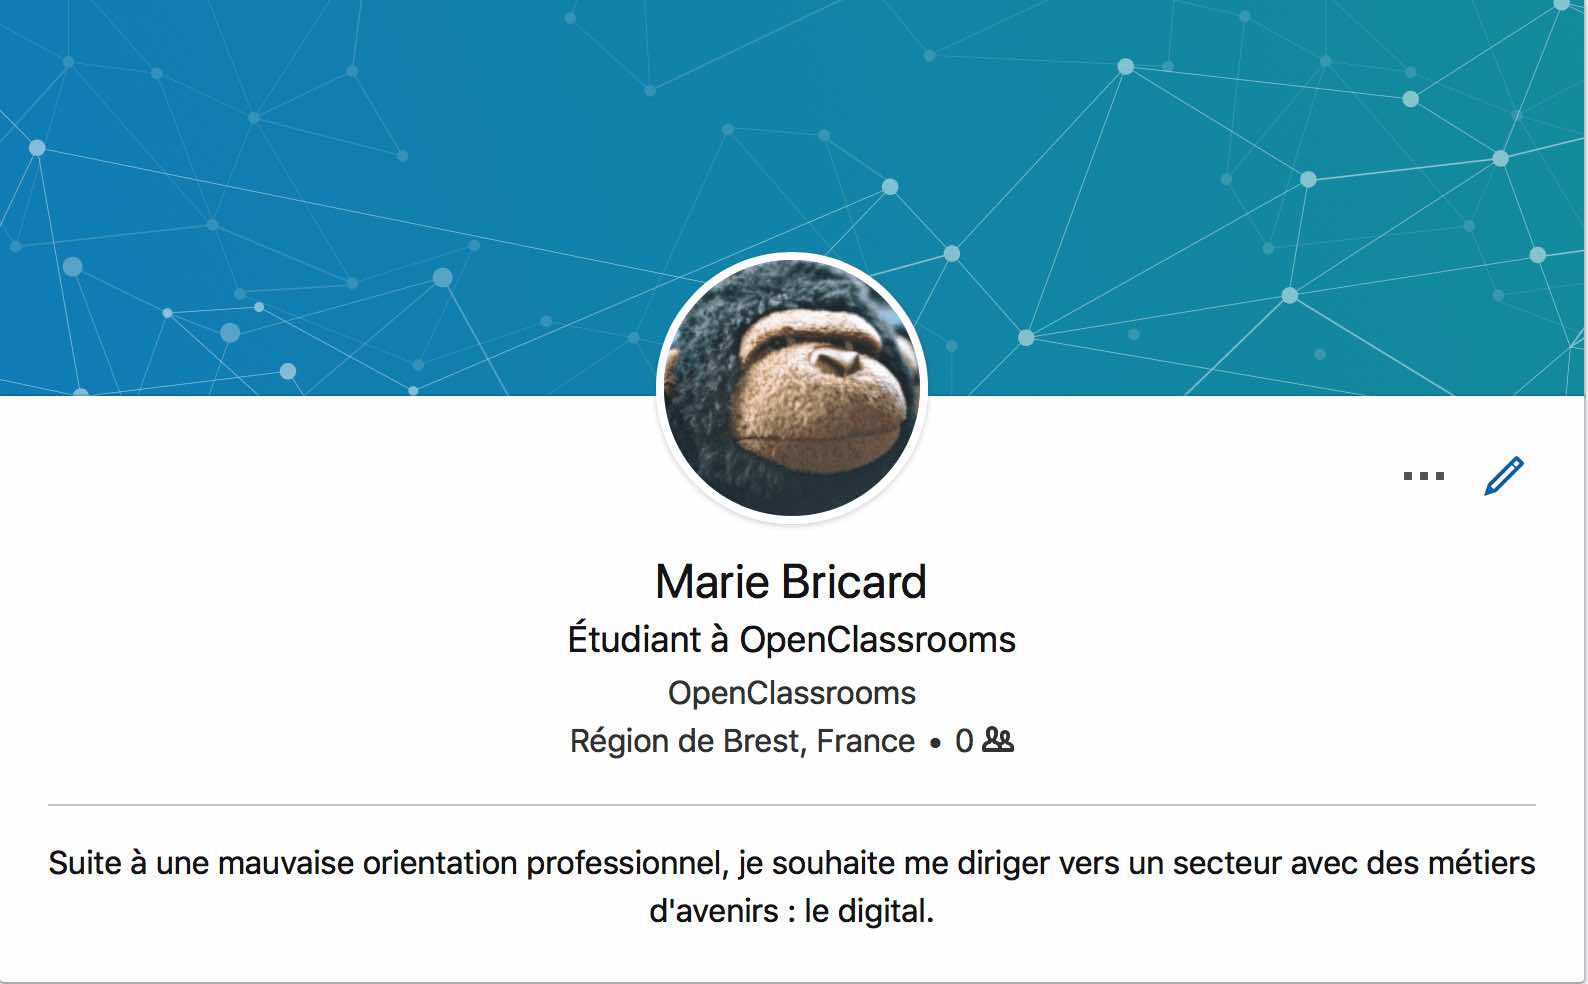 Marie Bricard
Étudiant à OpenClassrooms
OpenClassrooms
Région de Brest, France • 0
Suite à une mauvaise orientation professionnel, je souhaite me diriger vers un secteur avec des métiers
d'avenirs : le digital.